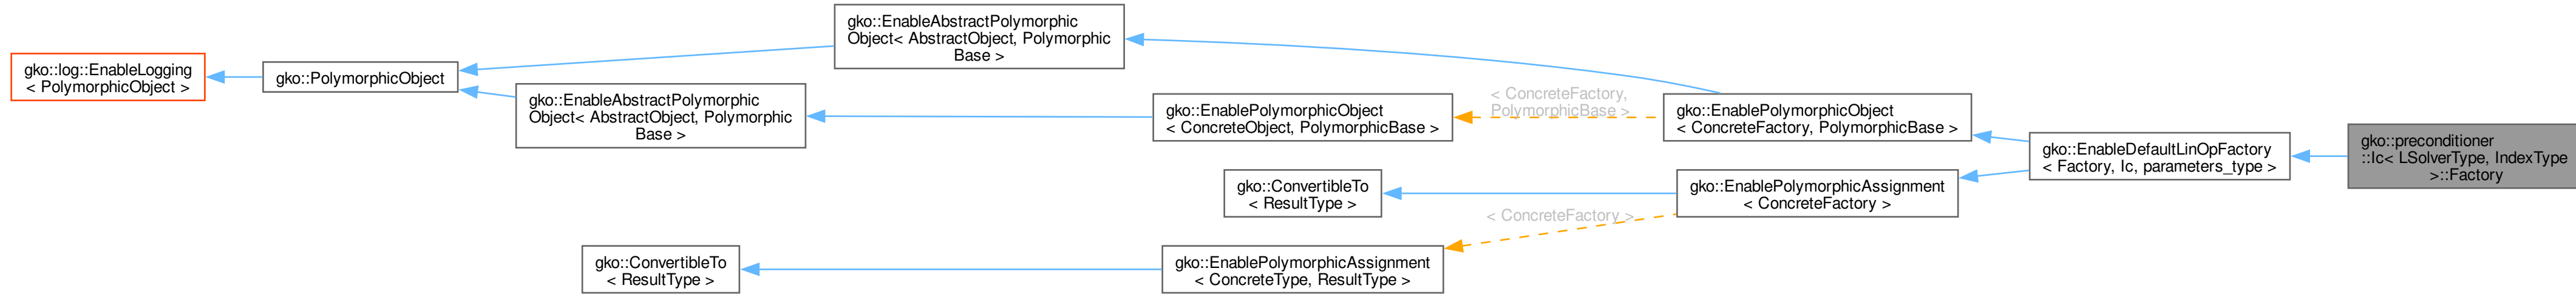 gko::log::EnableLogging
< PolymorphicObject >
gko::PolymorphicObject
gko::EnableAbstractPolymorphic
Object< AbstractObject, Polymorphic
Base >
gko::EnableAbstractPolymorphic
Object< AbstractObject, Polymorphic
Base >
gko::EnablePolymorphicObject
< ConcreteObject, PolymorphicBase >
< ConcreteFactory,
PolymorphicBase >
gko::EnablePolymorphicObject
< ConcreteFactory, PolymorphicBase >
gko::ConvertibleTo
< ResultType >
gko::EnablePolymorphicAssignment
< ConcreteFactory >
< ConcreteFactory >
gko::ConvertibleTo
< ResultType >
gko::EnablePolymorphicAssignment
< ConcreteType, ResultType >
gko::EnableDefaultLinOpFactory
< Factory, Ic, parameters_type >
gko::preconditioner
::Ic< LSolverType, IndexType
>::Factory